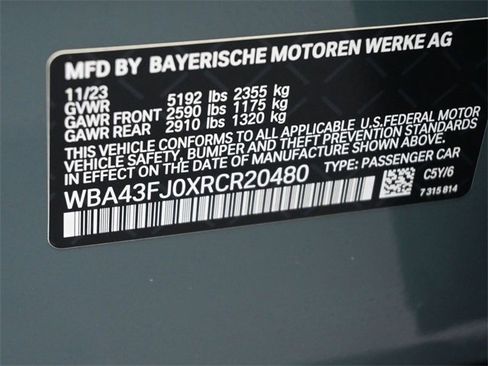 MFD BY BAYERISCHE MOTOREN WERKE AG
11/23
GVWR 5192 lbs 2355 kg
GAWR FRONT 2590 lbs 1175 kg
GAWR REAR 2910 lbs 1320 kg
THIS VEHICLE CONFORMS TO ALL APPLICABLE U.S.FEDERAL MOTOR
VEHICLE SAFETY, BUMPER AND THEFT PREVENTION STANDARDS
IN EFFECT ON THE DATE OF MANUFACTURE SHOWN ABOVE.
WBA43FJ0XRCR20480 TYPE: PASSENGER CAR
C5Y/6
7 315 814